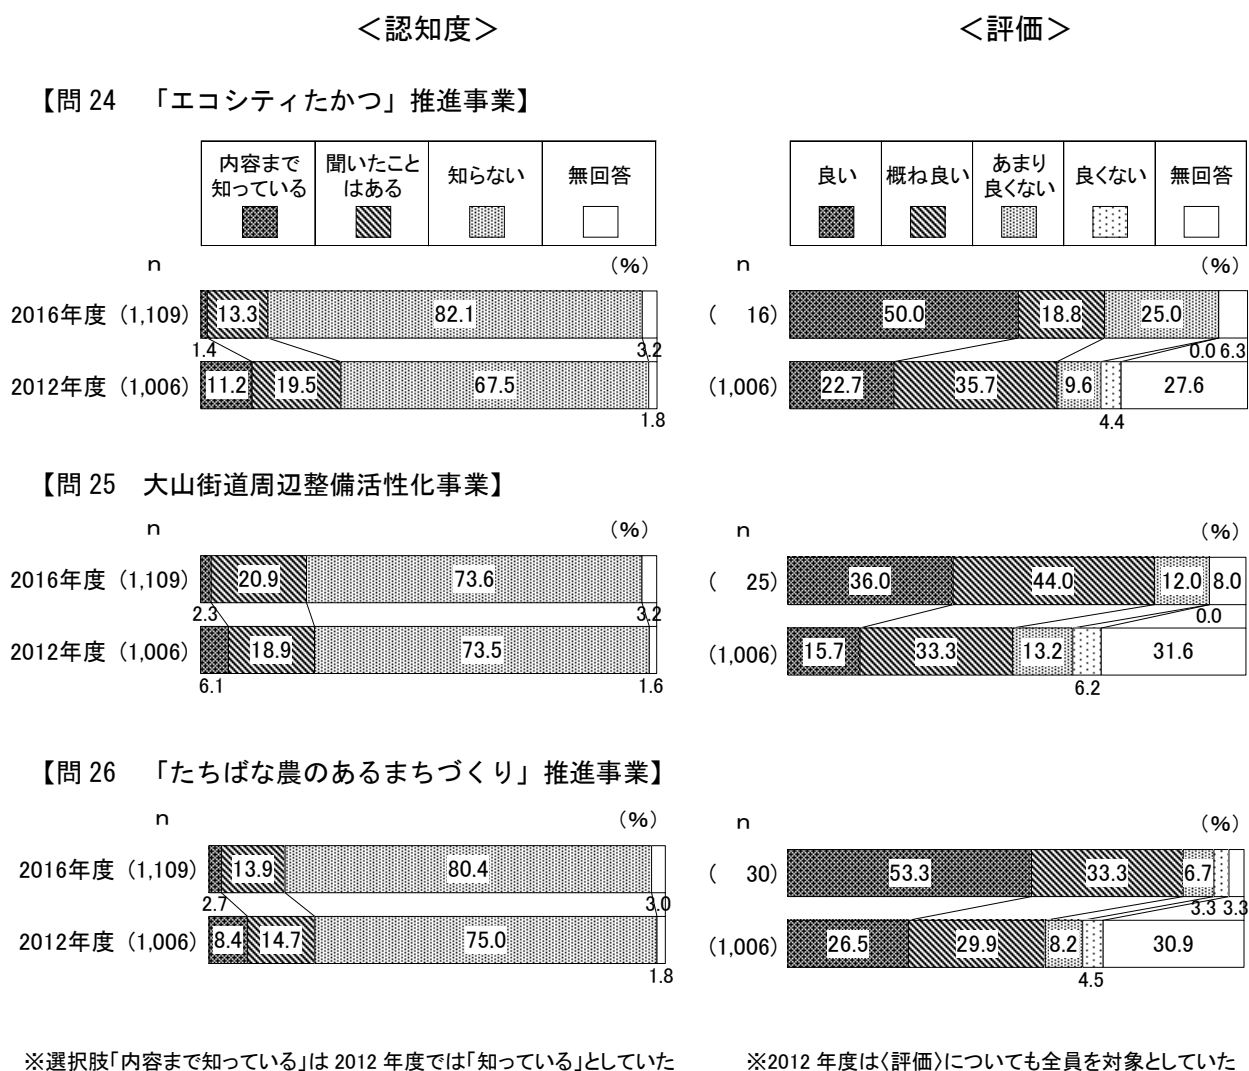 ＜認知度＞　＜評価＞
【問 24　「エコシティたかつ」推進事業】
内容まで知っている　聞いたことはある　知らない　無回答　良い　概ね良い　あまり良くない　良くない　無回答
n　（%）　n　（%）
2016年度 (1,109)　13.3　82.1　(　16)　50.0　18.8　25.0
1.4　3.2　0.0　6.3
2012年度 (1,006)　11.2　19.5　67.5　(1,006)　22.7　35.7　9.6　27.6
1.8　4.4
【問 25　大山街道周辺整備活性化事業】
n　（%）　n　（%）
2016年度 (1,109)　20.9　73.6　(　25)　36.0　44.0　12.0　8.0
2.3　3.2　0.0
2012年度 (1,006)　18.9　73.5　(1,006)　15.7　33.3　13.2　31.6
6.1　1.6　6.2
【問 26　「たちばな農のあるまちづくり」推進事業】
n　（%）　n　（%）
2016年度 (1,109)　13.9　80.4　(　30)　53.3　33.3　6.7
2.7　3.0　3.3　3.3
2012年度 (1,006)　8.4　14.7　75.0　(1,006)　26.5　29.9　8.2　30.9
1.8　4.5
※選択肢「内容まで知っている」は 2012 年度では「知っている」としていた　※2012 年度は〈評価〉についても全員を対象としていた